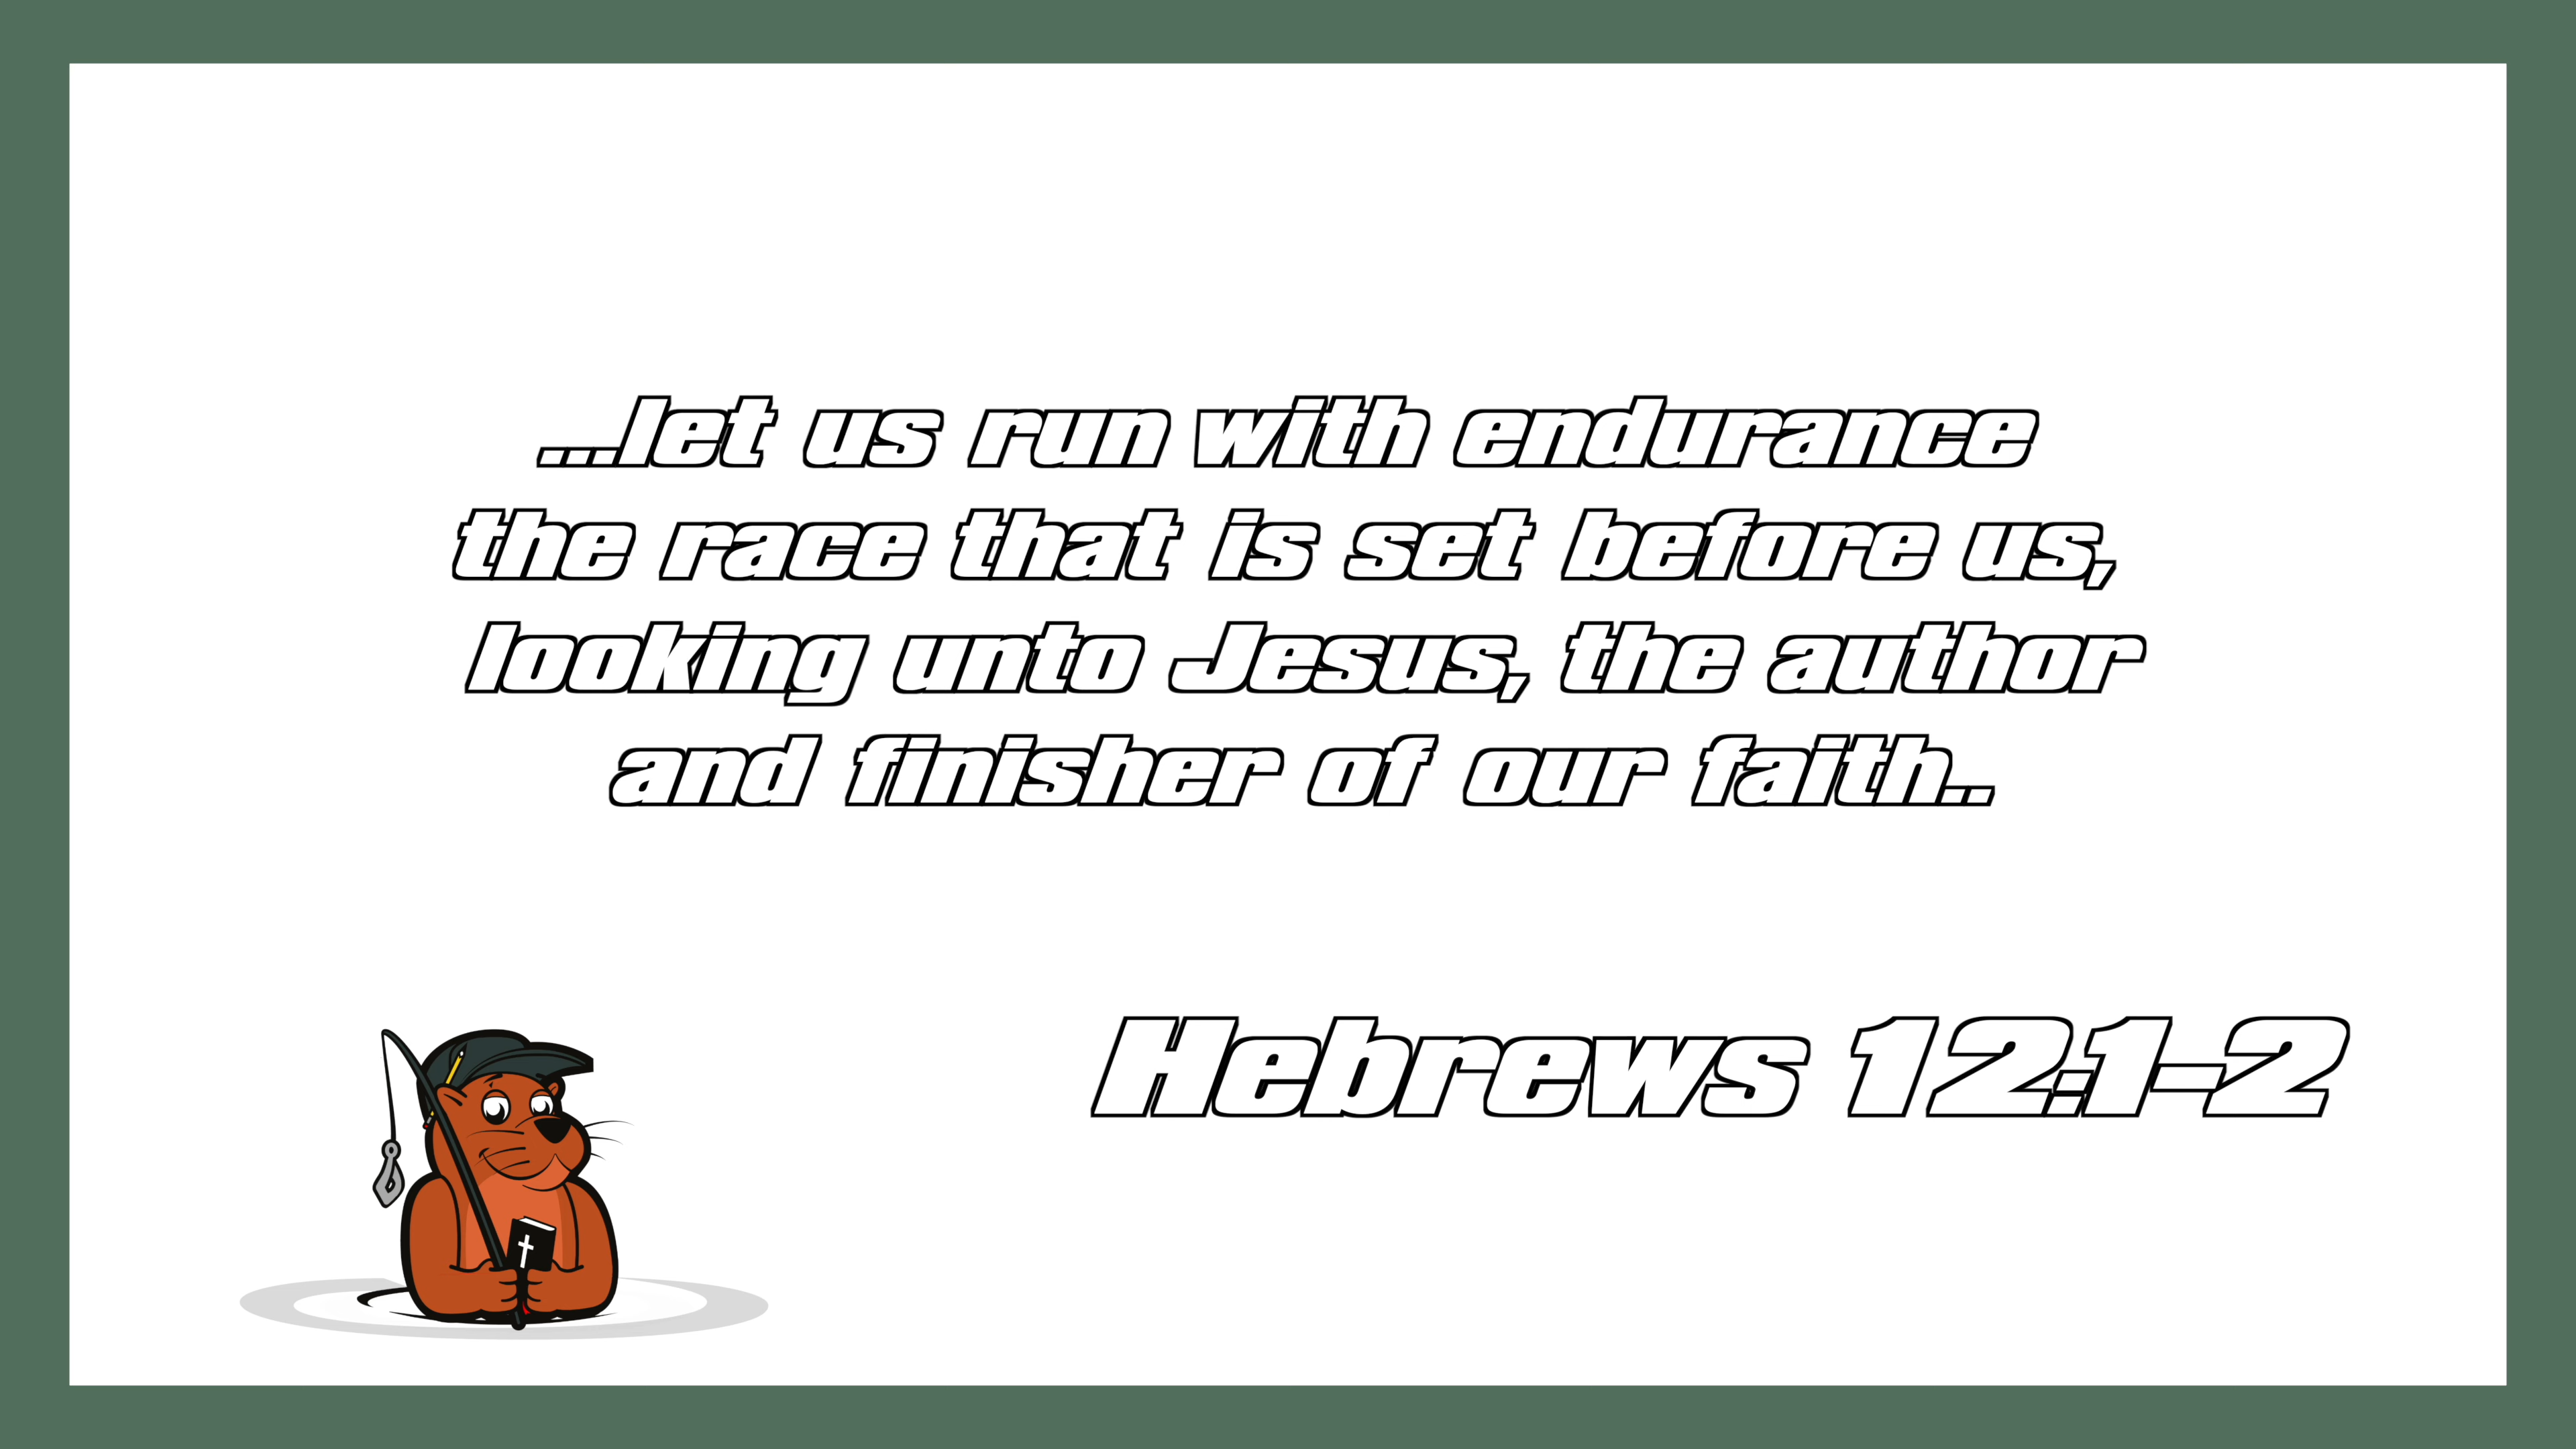 ...let us run with endurance
the race that is set before us,
looking unto Jesus, the author
and finisher of our faith..
Hebrews 12:1-2